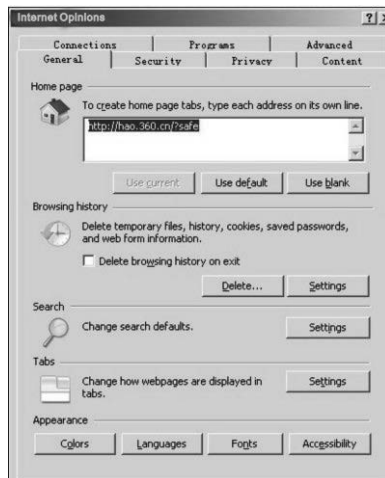 Internet Opinions
Connections Programs Advanced
General Security Privacy Content
Home page
To create home page tabs, type each address on its own line.
http://hao.360.cn/?safe
Use current Use default Use blank
Browsing history
Delete temporary files, history, cookies, saved passwords,
and web form information.
Delete browsing history on exit
Delete... Settings
Search
Change search defaults. Settings
Tabs
Change how webpages are displayed in Settings
tabs.
Appearance
Colors Languages Fonts Accessibility